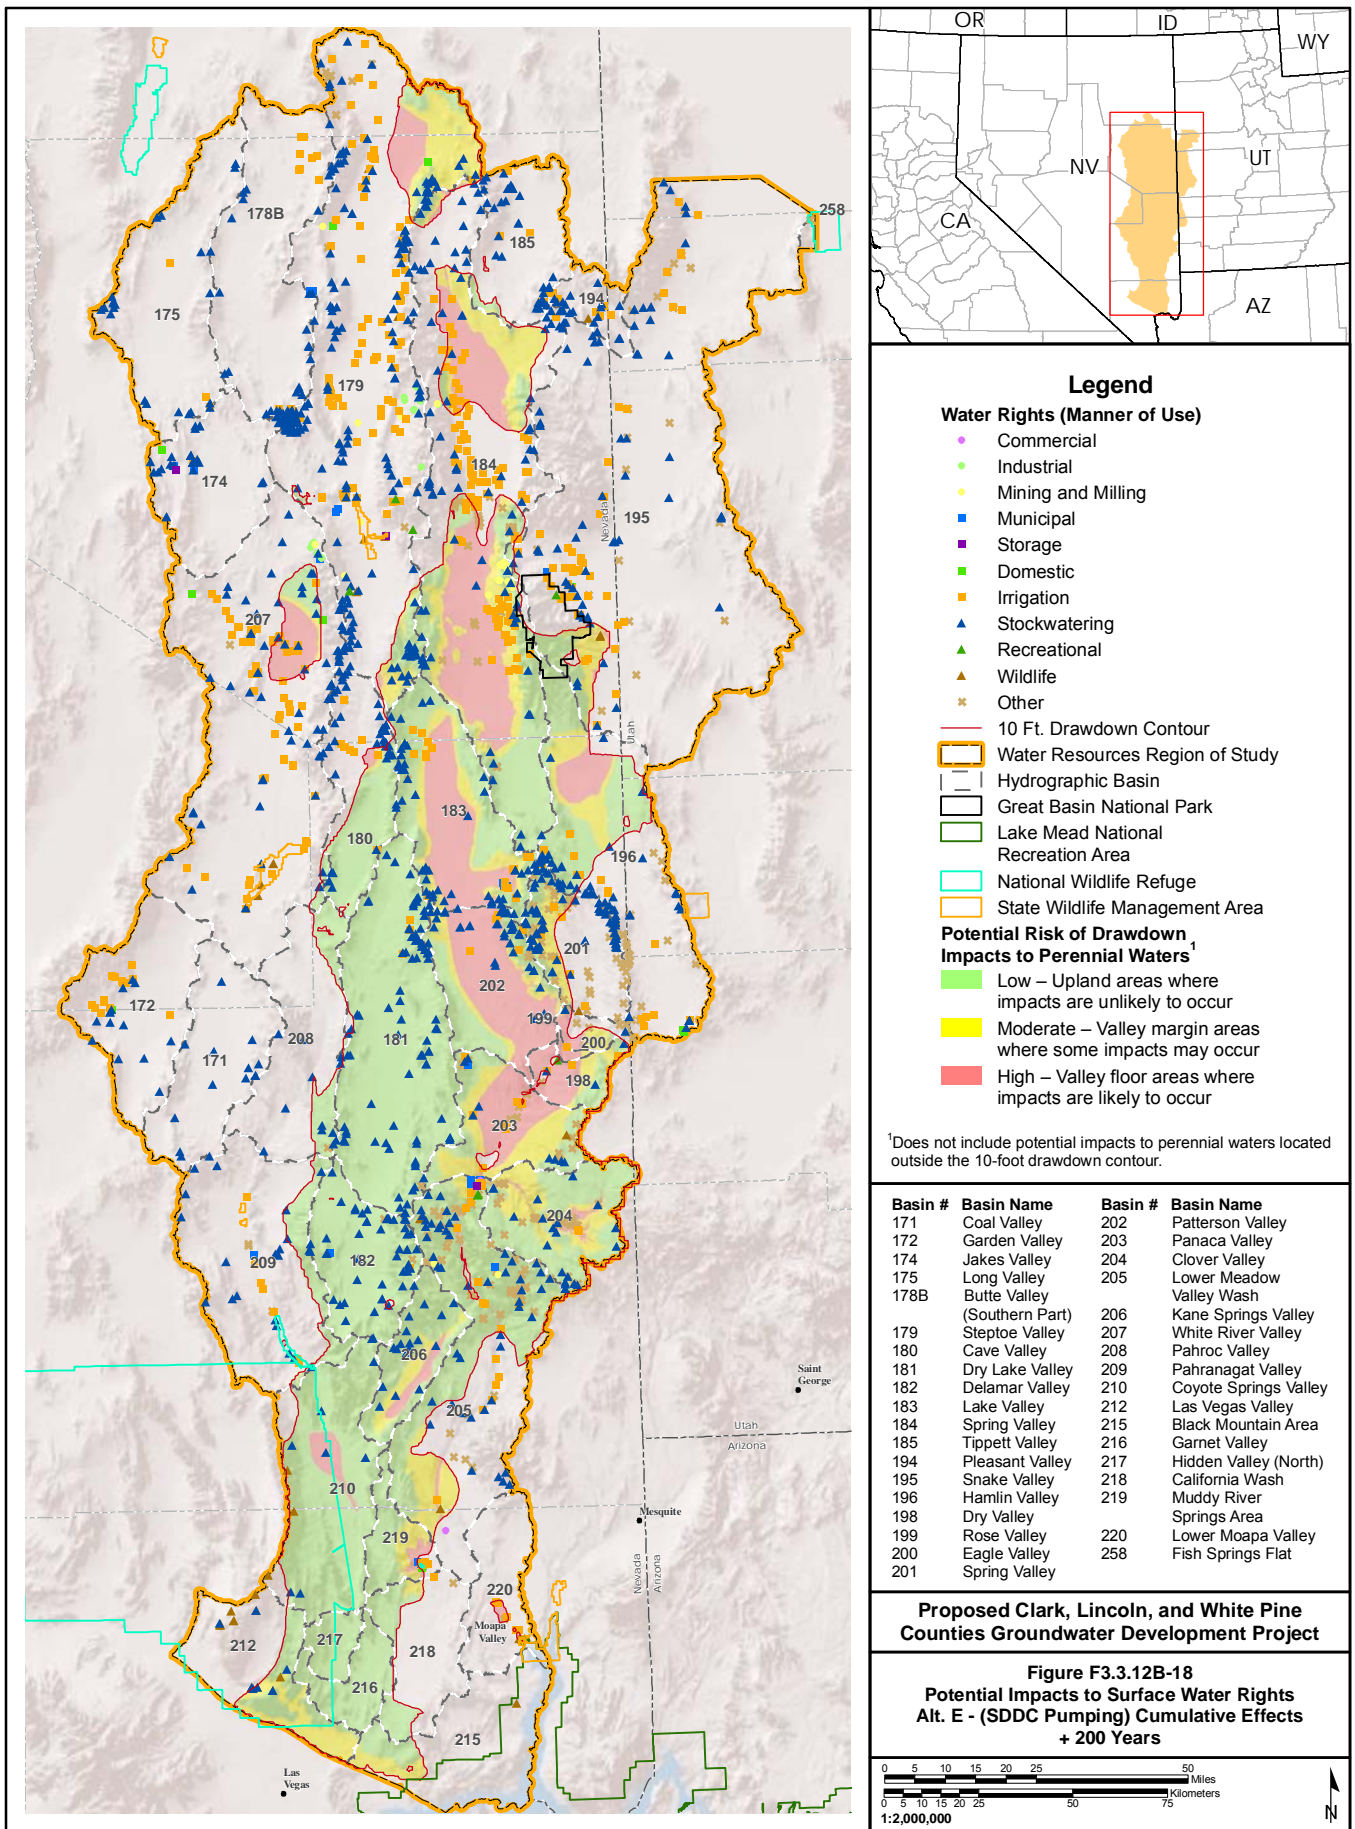 OR
ID
WY
NV
UT
CA
AZ
258
178B
185
194
175
179
184
174
195
Nevada
207
Utah
183
180
196
201
202
172
199
208
181
200
171
198
203
204
209
182
206
Saint
George
205
Utah
Arizona
210
Mesquite
219
Nevada
Arizona
220
Moapa
Valley
212
217
218
216
215
Las
Vegas
Legend
Water Rights (Manner of Use)
Commercial
Industrial
Mining and Milling
Municipal
Storage
Domestic
Irrigation
Stockwatering
Recreational
Wildlife
Other
10 Ft. Drawdown Contour
Water Resources Region of Study
Hydrographic Basin
Great Basin National Park
Lake Mead National
Recreation Area
National Wildlife Refuge
State Wildlife Management Area
Potential Risk of Drawdown
Impacts to Perennial Waters1
Low – Upland areas where
impacts are unlikely to occur
Moderate – Valley margin areas
where some impacts may occur
High – Valley floor areas where
impacts are likely to occur
1Does not include potential impacts to perennial waters located
outside the 10-foot drawdown contour.
Basin # Basin Name Basin # Basin Name
171 Coal Valley 202 Patterson Valley
172 Garden Valley 203 Panaca Valley
174 Jakes Valley 204 Clover Valley
175 Long Valley 205 Lower Meadow
178B Butte Valley Valley Wash
(Southern Part) 206 Kane Springs Valley
179 Steptoe Valley 207 White River Valley
180 Cave Valley 208 Pahroc Valley
181 Dry Lake Valley 209 Pahranagat Valley
182 Delamar Valley 210 Coyote Springs Valley
183 Lake Valley 212 Las Vegas Valley
184 Spring Valley 215 Black Mountain Area
185 Tippett Valley 216 Garnet Valley
194 Pleasant Valley 217 Hidden Valley (North)
195 Snake Valley 218 California Wash
196 Hamlin Valley 219 Muddy River
198 Dry Valley Springs Area
199 Rose Valley 220 Lower Moapa Valley
200 Eagle Valley 258 Fish Springs Flat
201 Spring Valley
Proposed Clark, Lincoln, and White Pine
Counties Groundwater Development Project
Figure F3.3.12B-18
Potential Impacts to Surface Water Rights
Alt. E - (SDDC Pumping) Cumulative Effects
+ 200 Years
0 5 10 15 20 25 50
Miles
Kilometers
0 5 10 15 20 25 50 75
1:2,000,000
N